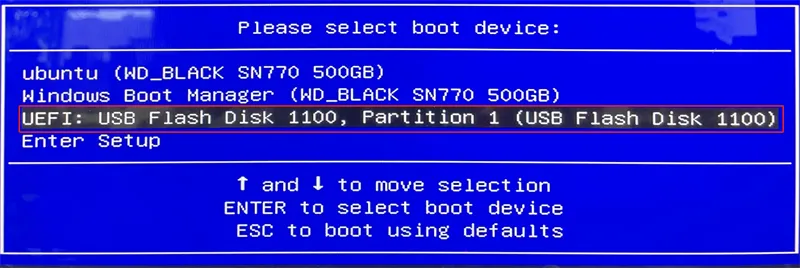 Please select boot device:
ubuntu (WD_BLACK SN770 500GB)
Windows Boot Manager (WD_BLACK SN770 500GB)
UEFI: USB Flash Disk 1100, Partition 1 (USB Flash Disk 1100)
Enter Setup
↑ and ↓ to move selection
ENTER to select boot device
ESC to boot using defaults